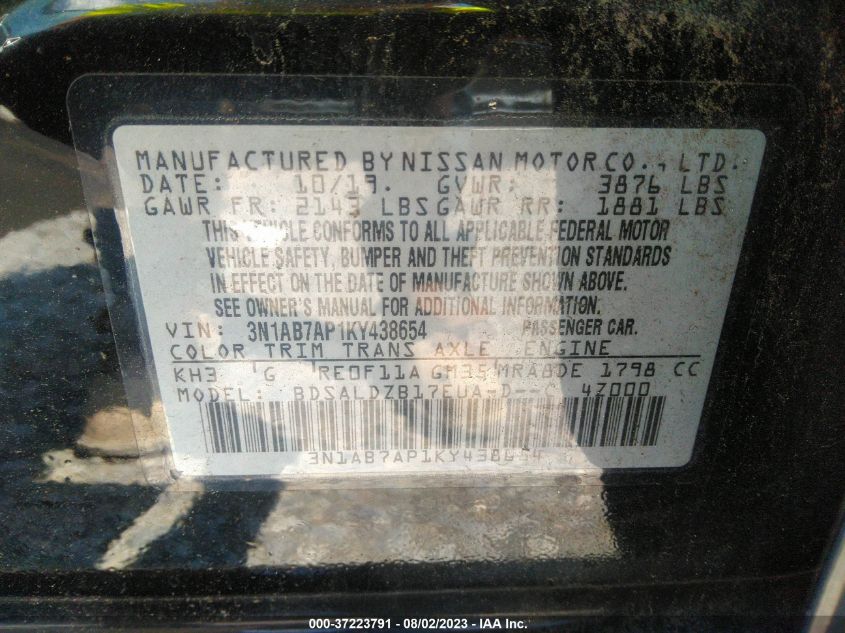 MANUFACTURED BY NISSAN MOTOR CO., LTD.
DATE: 10/19. GVWR: 3876 LBS
GAWR FR: 2143 LBS GAWR RR: 1881 LBS
THIS VEHICLE CONFORMS TO ALL APPLICABLE FEDERAL MOTOR
VEHICLE SAFETY, BUMPER AND THEFT PREVENTION STANDARDS
IN EFFECT ON THE DATE OF MANUFACTURE SHOWN ABOVE.
SEE OWNER'S MANUAL FOR ADDITIONAL INFORMATION.
VIN: 3N1AB7AP1KY438654 PASSENGER CAR.
COLOR TRIM TRANS AXLE ENGINE
KH3 G RE0F11A GM35 MRA8DE 1798 CC
MODEL: BDSALDZB17EUA-D--C 4Z000
3N1AB7AP1KY438654
000-37223791 - 08/02/2023 - IAA Inc.